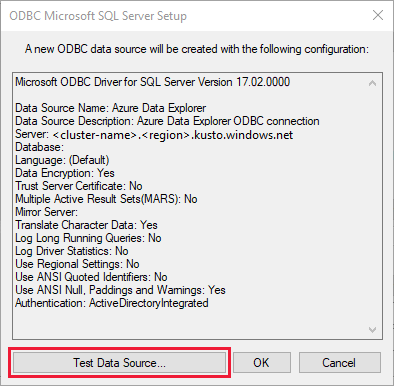 ODBC Microsoft SQL Server Setup
A new ODBC data source will be created with the following configuration:
Microsoft ODBC Driver for SQL Server Version 17.02.0000
Data Source Name: Azure Data Explorer
Data Source Description: Azure Data Explorer ODBC connection
Server: <cluster-name>.<region>.kusto.windows.net
Database:
Language: (Default)
Data Encryption: Yes
Trust Server Certificate: No
Multiple Active Result Sets(MARS): No
Mirror Server:
Translate Character Data: Yes
Log Long Running Queries: No
Log Driver Statistics: No
Use Regional Settings: No
Use ANSI Quoted Identifiers: No
Use ANSI Null, Paddings and Warnings: Yes
Authentication: ActiveDirectoryIntegrated
Test Data Source... OK Cancel